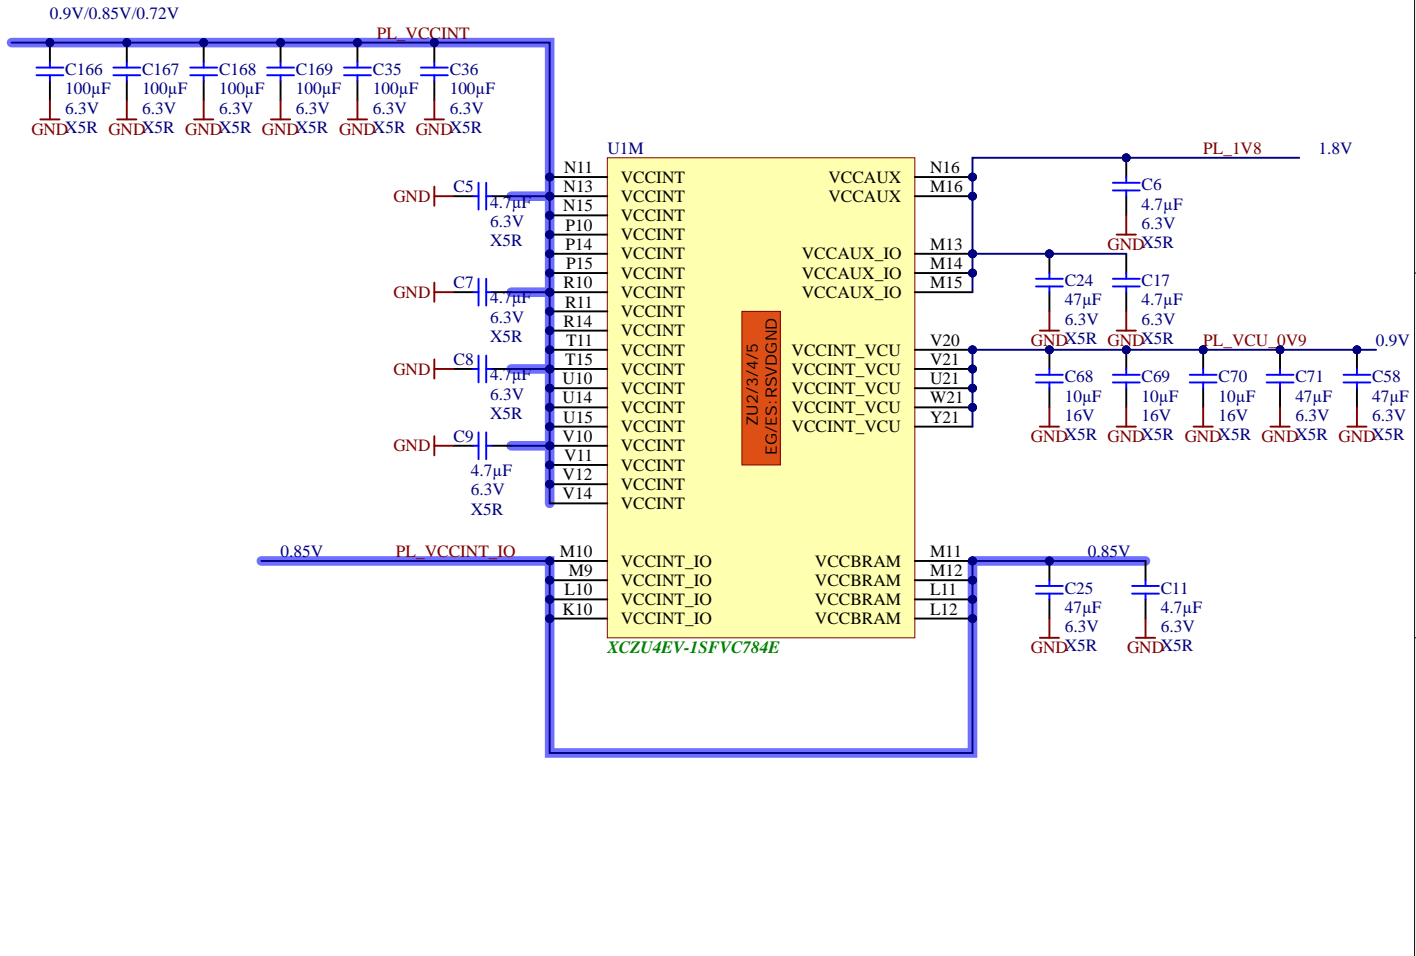 0.9V/0.85V/0.72V
PL_VCCINT
C166 C167 C168 C169 C35 C36
100µF 100µF 100µF 100µF 100µF 100µF
6.3V 6.3V 6.3V 6.3V 6.3V 6.3V
X5R X5R X5R X5R X5R X5R
GND GND GND GND GND GND
U1M
N11 VCCINT
N13 VCCINT
N15 VCCINT
P10 VCCINT
P14 VCCINT
P15 VCCINT
R10 VCCINT
R11 VCCINT
R14 VCCINT
T11 VCCINT
T15 VCCINT
U10 VCCINT
U14 VCCINT
U15 VCCINT
V10 VCCINT
V11 VCCINT
V12 VCCINT
V14 VCCINT
GND C5
4.7µF
6.3V
X5R
GND C7
4.7µF
6.3V
X5R
GND C8
4.7µF
6.3V
X5R
GND C9
4.7µF
6.3V
X5R
0.85V PL_VCCINT_IO
M10 VCCINT_IO
M9 VCCINT_IO
L10 VCCINT_IO
K10 VCCINT_IO
ZU2/3/4/5
EG/ES:RSVDGND
VCCAUX N16
VCCAUX M16
VCCAUX_IO M13
VCCAUX_IO M14
VCCAUX_IO M15
VCCINT_VCU V20
VCCINT_VCU V21
VCCINT_VCU U21
VCCINT_VCU W21
VCCINT_VCU Y21
VCCBRAM M11
VCCBRAM M12
VCCBRAM L11
VCCBRAM L12
XCZU4EV-1SFVC784E
PL_1V8 1.8V
C6
4.7µF
6.3V
X5R
GND
C24 C17
47µF 4.7µF
6.3V 6.3V
X5R X5R
GND GND
PL_VCU_0V9 0.9V
C68 C69 C70 C71 C58
10µF 10µF 10µF 47µF 47µF
16V 16V 16V 6.3V 6.3V
X5R X5R X5R X5R X5R
GND GND GND GND GND
0.85V
C25 C11
47µF 4.7µF
6.3V 6.3V
X5R X5R
GND GND